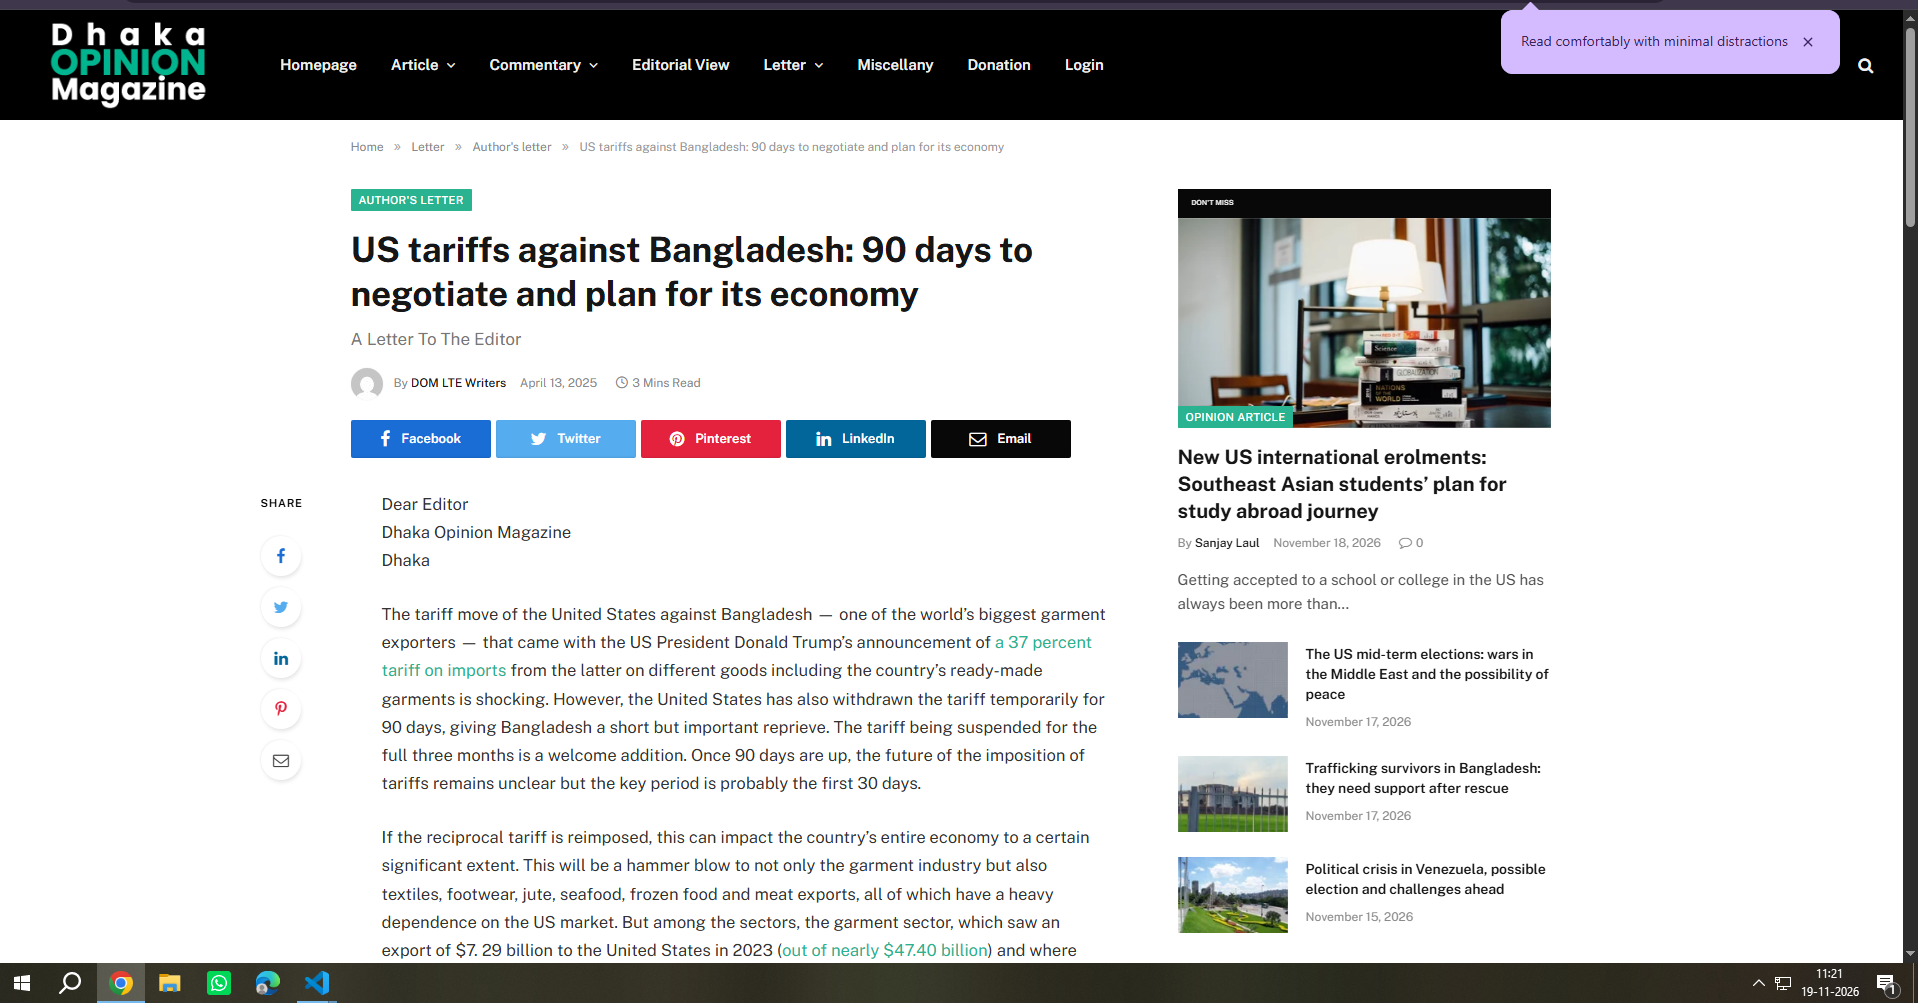 Dhaka
OPINION
Magazine
Homepage
Article
Commentary
Editorial View
Letter
Miscellany
Donation
Login
Read comfortably with minimal distractions
Home » Letter » Author's letter » US tariffs against Bangladesh: 90 days to negotiate and plan for its economy
AUTHOR'S LETTER
US tariffs against Bangladesh: 90 days to
negotiate and plan for its economy
A Letter To The Editor
By DOM LTE Writers April 13, 2025 3 Mins Read
Facebook
Twitter
Pinterest
LinkedIn
Email
SHARE
Dear Editor
Dhaka Opinion Magazine
Dhaka
The tariff move of the United States against Bangladesh — one of the world's biggest garment
exporters — that came with the US President Donald Trump's announcement of a 37 percent
tariff on imports from the latter on different goods including the country's ready-made
garments is shocking. However, the United States has also withdrawn the tariff temporarily for
90 days, giving Bangladesh a short but important reprieve. The tariff being suspended for the
full three months is a welcome addition. Once 90 days are up, the future of the imposition of
tariffs remains unclear but the key period is probably the first 30 days.
If the reciprocal tariff is reimposed, this can impact the country's entire economy to a certain
significant extent. This will be a hammer blow to not only the garment industry but also
textiles, footwear, jute, seafood, frozen food and meat exports, all of which have a heavy
dependence on the US market. But among the sectors, the garment sector, which saw an
export of $7. 29 billion to the United States in 2023 (out of nearly $47.40 billion) and where
DON'T MISS
Science
GLOBALIZATION
NATIONS
OF THE
WORLD
OPINION ARTICLE
New US international erolments:
Southeast Asian students' plan for
study abroad journey
By Sanjay Laul November 18, 2026 0
Getting accepted to a school or college in the US has
always been more than...
The US mid-term elections: wars in
the Middle East and the possibility of
peace
November 17, 2026
Trafficking survivors in Bangladesh:
they need support after rescue
November 17, 2026
Political crisis in Venezuela, possible
election and challenges ahead
November 15, 2026
11:21
19-11-2026
1